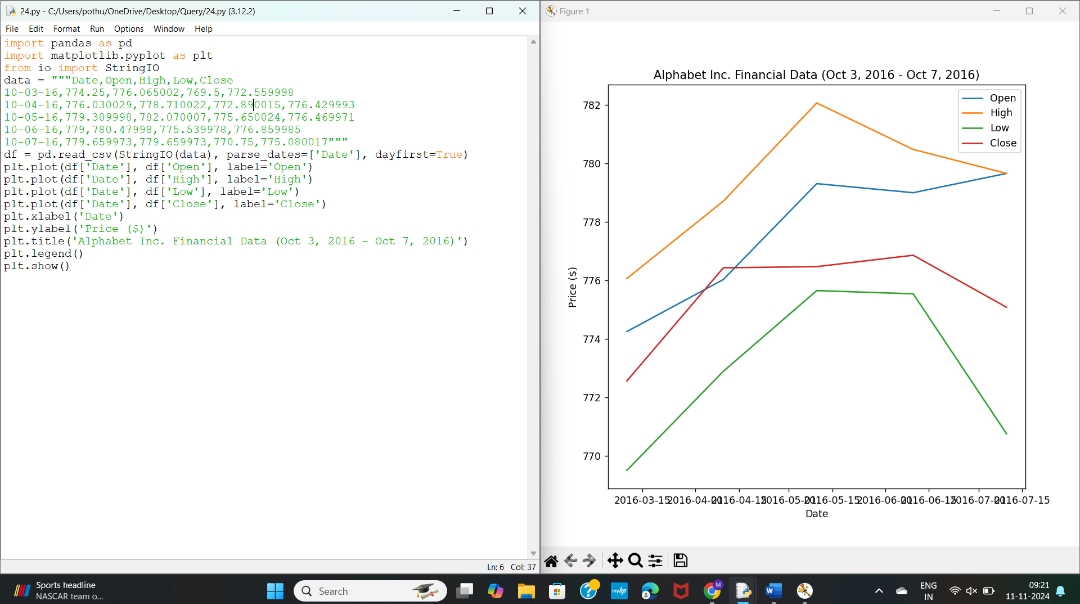 24.py - C:/Users/pothu/OneDrive/Desktop/Query/24.py (3.12.2)
File Edit Format Run Options Window Help
import pandas as pd
import matplotlib.pyplot as plt
from io import StringIO
data = """Date,Open,High,Low,Close
10-03-16,774.25,776.065002,769.5,772.559998
10-04-16,776.030029,778.710022,772.890015,776.429993
10-05-16,779.309998,782.070007,775.650024,776.469971
10-06-16,779,780.47998,775.539978,776.859985
10-07-16,779.659973,779.659973,770.75,775.080017"""
df = pd.read_csv(StringIO(data), parse_dates=['Date'], dayfirst=True)
plt.plot(df['Date'], df['Open'], label='Open')
plt.plot(df['Date'], df['High'], label='High')
plt.plot(df['Date'], df['Low'], label='Low')
plt.plot(df['Date'], df['Close'], label='Close')
plt.xlabel('Date')
plt.ylabel('Price ($)')
plt.title('Alphabet Inc. Financial Data (Oct 3, 2016 - Oct 7, 2016)')
plt.legend()
plt.show()
Ln: 6 Col: 37
Figure 1
Alphabet Inc. Financial Data (Oct 3, 2016 - Oct 7, 2016)
Open
High
Low
Close
782
780
778
776
774
772
770
Price ($)
2016-03-15 2016-04-01 2016-04-15 2016-05-01 2016-05-15 2016-06-01 2016-06-15 2016-07-01 2016-07-15
Date
Sports headline
NASCAR team o...
Search
ENG
IN
09:21
11-11-2024